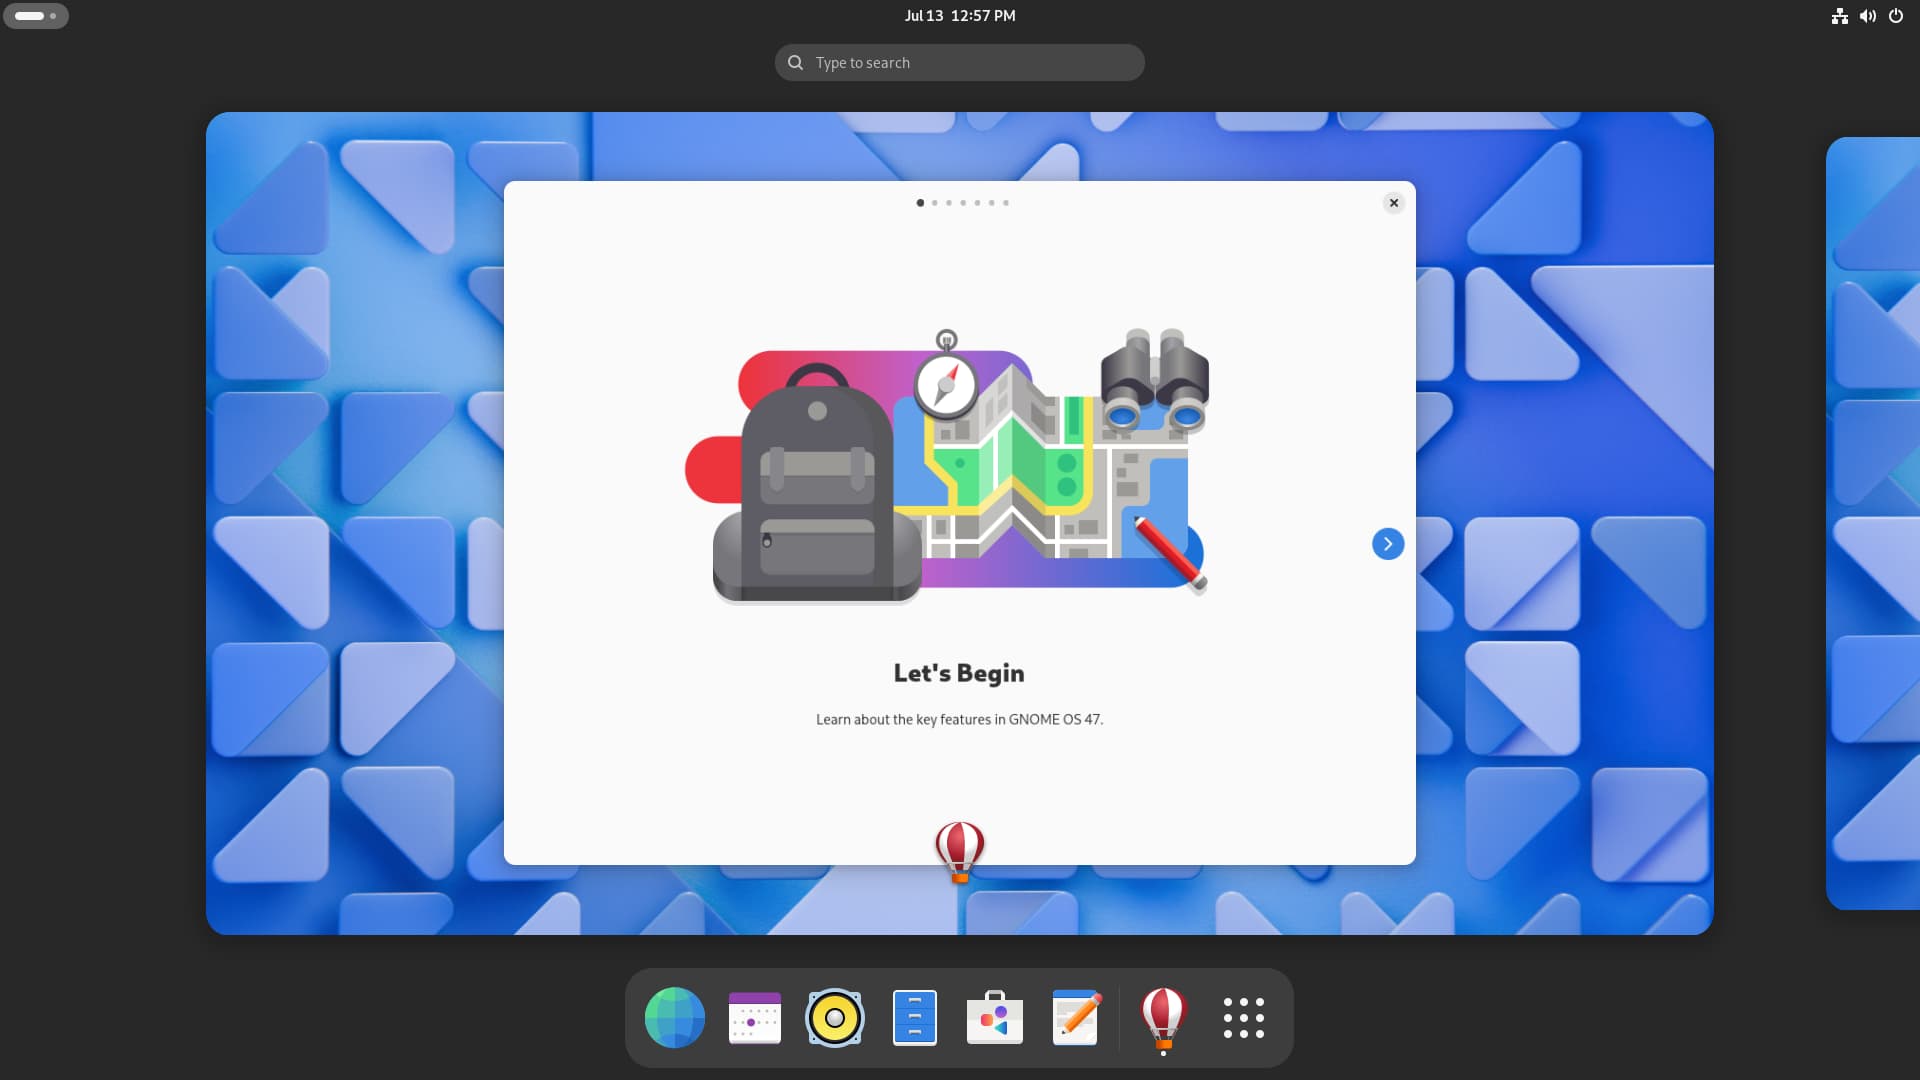 Jul 13  12:57 PM
Type to search
Let's Begin
Learn about the key features in GNOME OS 47.